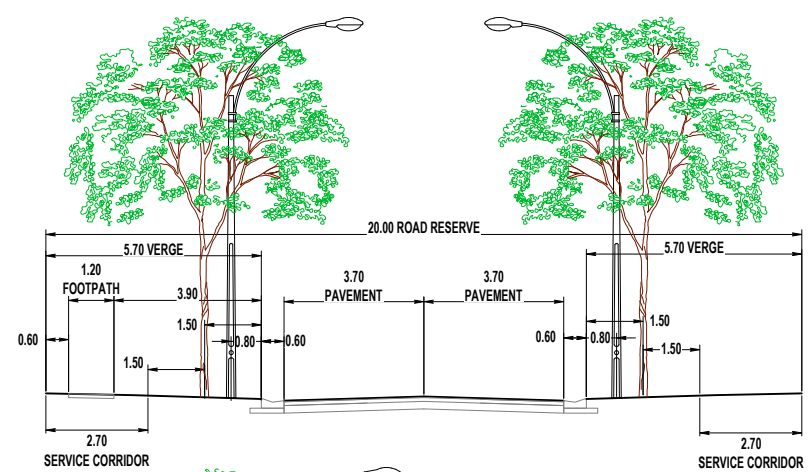 20.00 ROAD RESERVE
5.70 VERGE
5.70 VERGE
1.20
FOOTPATH
3.90
3.70
PAVEMENT
3.70
PAVEMENT
1.50
1.50
0.60
0.80
0.60
0.60
0.80
1.50
1.50
2.70
SERVICE CORRIDOR
2.70
SERVICE CORRIDOR